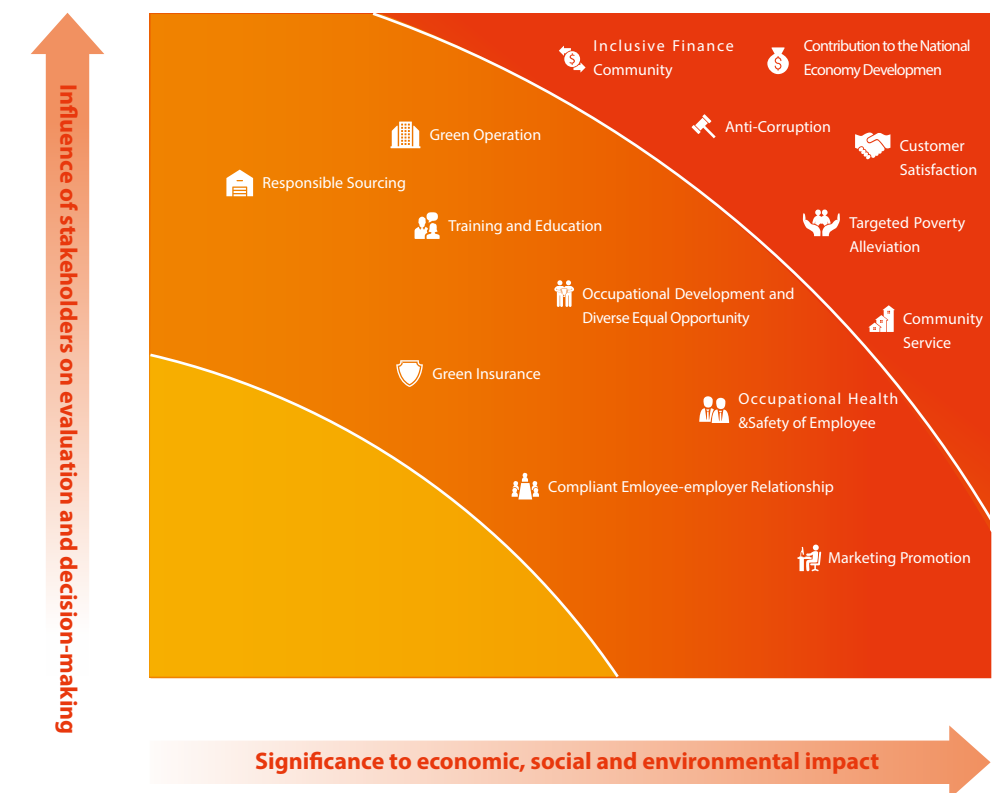 Influence of stakeholders on evaluation and decision-making
Inclusive Finance
Community
Contribution to the National
Economy Developmen
Anti-Corruption
Customer
Satisfaction
Green Operation
Responsible Sourcing
Training and Education
Targeted Poverty
Alleviation
Occupational Development and
Diverse Equal Opportunity
Community
Service
Green Insurance
Occupational Health
&Safety of Employee
Compliant Emloyee-employer Relationship
Marketing Promotion
Significance to economic, social and environmental impact